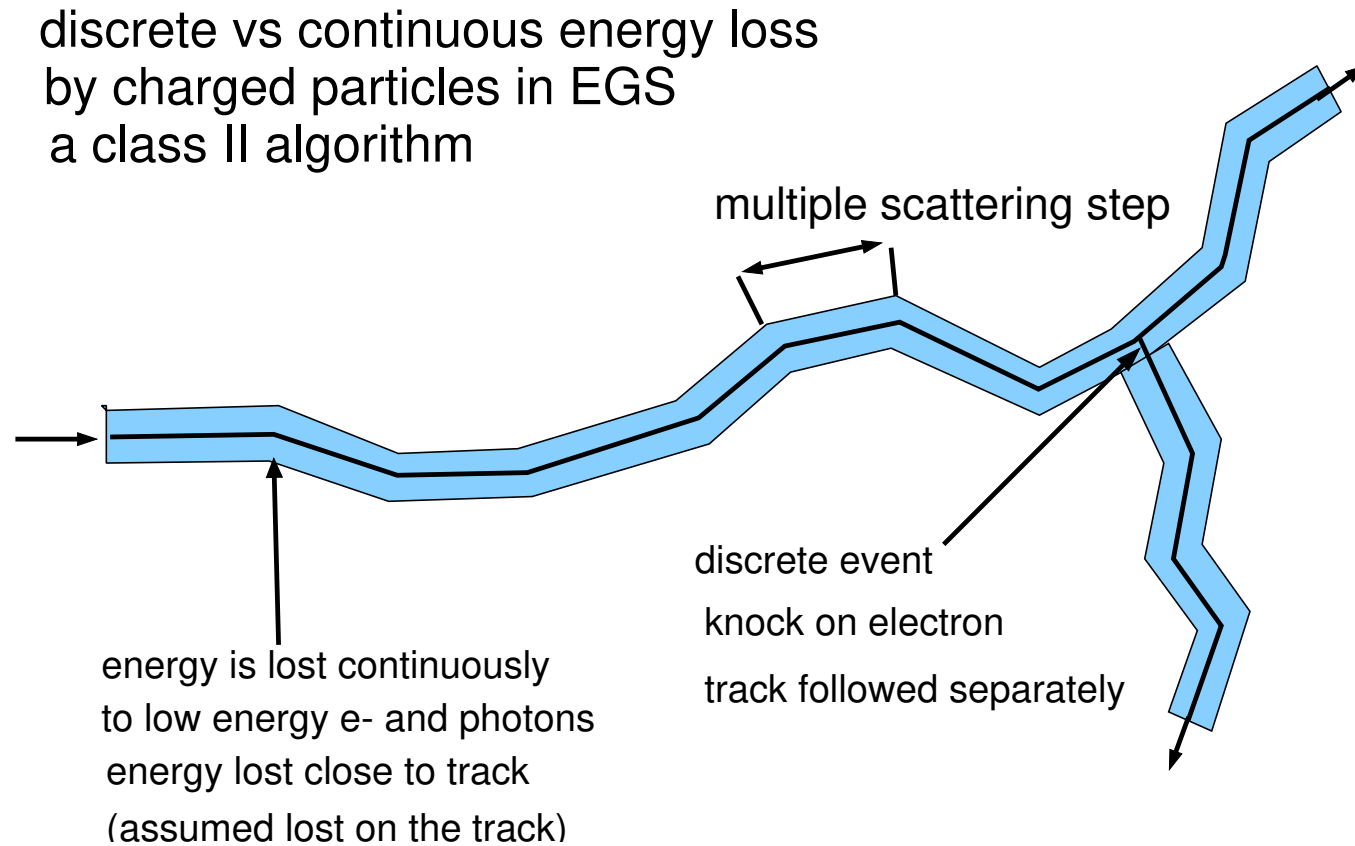 discrete vs continuous energy loss
by charged particles in EGS
a class II algorithm
multiple scattering step
discrete event
knock on electron
track followed separately
energy is lost continuously
to low energy e- and photons
energy lost close to track
(assumed lost on the track)